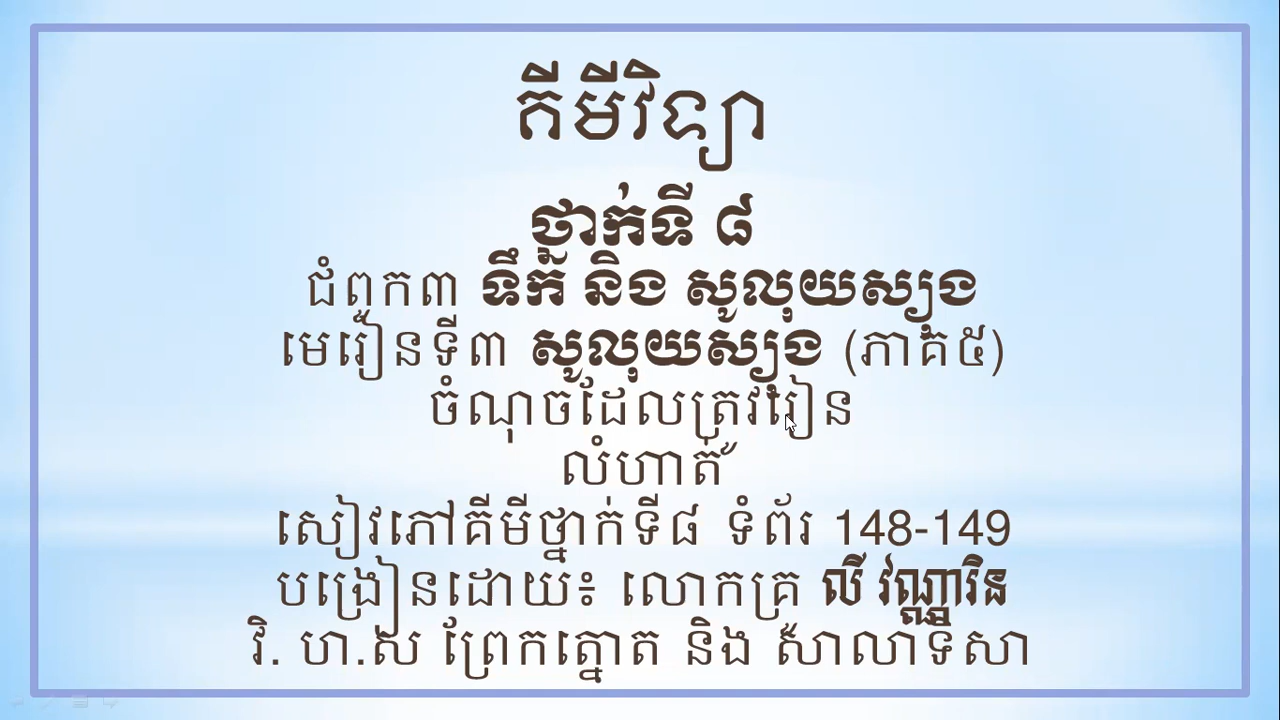 គីមីវិទ្យា
ថ្នាក់ទី ៨
ជំពូក៣ ទឹក និង សូលុយស្យុង
មេរៀនទី៣ សូលុយស្យុង (ភាគ៥)
ចំណុចដែលត្រូវរៀន
លំហាត់
សៀវភៅគីមីថ្នាក់ទី៨ ទំព័រ 148-149
បង្រៀនដោយ៖ លោកគ្រូ លី វណ្ណារិន
វិ. ហ.ស ព្រែកត្នោត និង សាលាទីសា